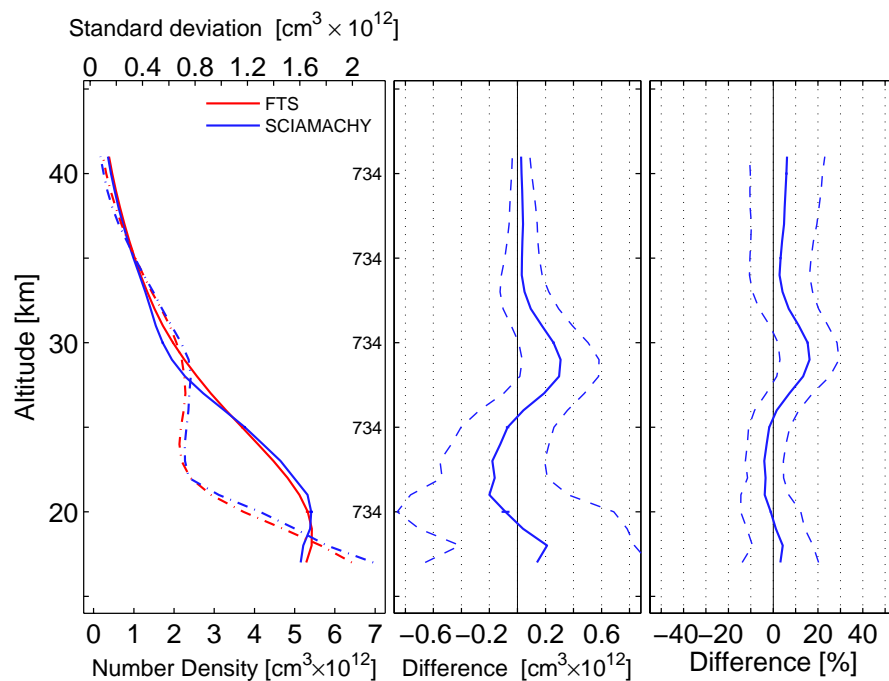 Standard deviation [cm³ × 10¹²]
0 0.4 0.8 1.2 1.6 2
FTS
SCIAMACHY
40
30
20
Altitude [km]
734
734
734
734
734
0 1 2 3 4 5 6 7
−0.6 −0.2 0.2 0.6
−40−20 0 20 40
Number Density [cm³×10¹²]
Difference [cm³×10¹²]
Difference [%]